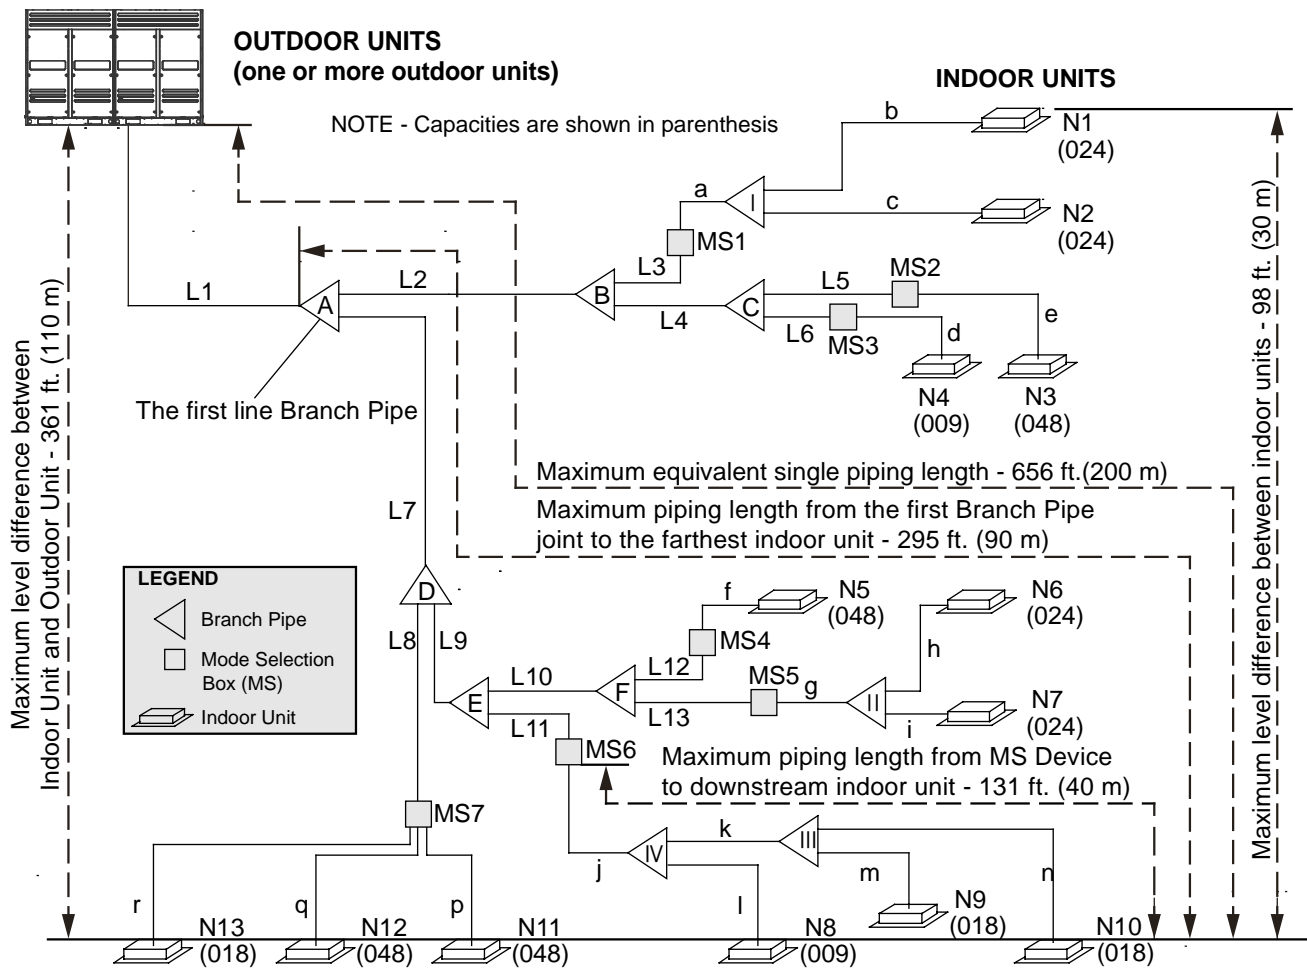 OUTDOOR UNITS
(one or more outdoor units)
INDOOR UNITS
NOTE - Capacities are shown in parenthesis
b
N1
(024)
a
I
c
N2
(024)
MS1
L3
MS2
L1
A
L2
B
L4
C
L5
L6
MS3
d
e
N4
(009)
N3
(048)
The first line Branch Pipe
Maximum level difference between
Indoor Unit and Outdoor Unit - 361 ft. (110 m)
Maximum level difference between indoor units - 98 ft. (30 m)
Maximum equivalent single piping length - 656 ft.(200 m)
Maximum piping length from the first Branch Pipe
joint to the farthest indoor unit - 295 ft. (90 m)
L7
LEGEND
Branch Pipe
Mode Selection
Box (MS)
Indoor Unit
D
L8
L9
f
N5
(048)
N6
(024)
MS4
h
E
L10
F
L12
MS5
g
II
L11
L13
i
N7
(024)
MS6
Maximum piping length from MS Device
to downstream indoor unit - 131 ft. (40 m)
MS7
j
IV
k
III
m
n
r
q
p
l
N13
(018)
N12
(048)
N11
(048)
N8
(009)
N9
(018)
N10
(018)